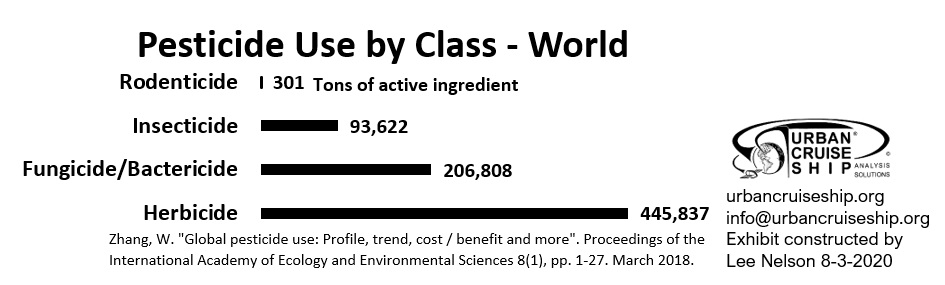 Pesticide Use by Class - World
Rodenticide 301 Tons of active ingredient
Insecticide 93,622
Fungicide/Bactericide 206,808
Herbicide 445,837
Zhang, W. "Global pesticide use: Profile, trend, cost / benefit and more". Proceedings of the
International Academy of Ecology and Environmental Sciences 8(1), pp. 1-27. March 2018.
URBAN®
CRUISE ©
SHIP ANALYSIS
SOLUTIONS
urbancruiseship.org
info@urbancruiseship.org
Exhibit constructed by
Lee Nelson 8-3-2020